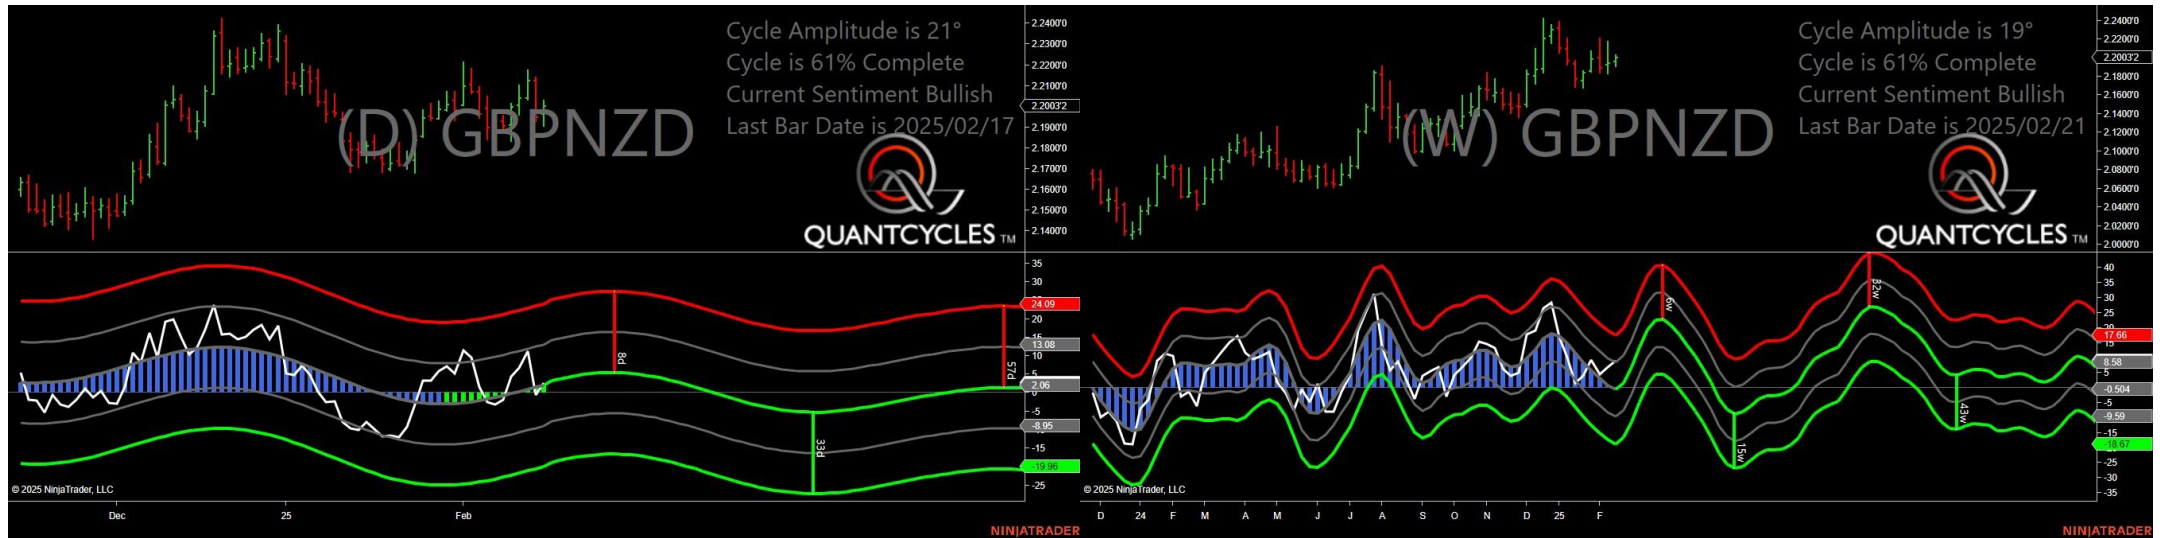 Cycle Amplitude is 21°
Cycle is 61% Complete
Current Sentiment Bullish
Last Bar Date is 2025/02/17
(D) GBPNZD
QUANTCYCLES TM
2.2400'0
2.2300'0
2.2200'0
2.2100'0
2.2003'2
2.1900'0
2.1800'0
2.1700'0
2.1600'0
2.1500'0
2.1400'0
35
30
24.09
20
15
13.08
10
5
2.06
0
-5
-8.95
-15
-19.96
-25
8d
33d
57d
© 2025 NinjaTrader, LLC
Dec
25
Feb
NINJATRADER
Cycle Amplitude is 19°
Cycle is 61% Complete
Current Sentiment Bullish
Last Bar Date is 2025/02/21
(W) GBPNZD
QUANTCYCLES TM
2.2400'0
2.2200'0
2.2003'2
2.1800'0
2.1600'0
2.1400'0
2.1200'0
2.1000'0
2.0800'0
2.0600'0
2.0400'0
2.0200'0
2.0000'0
40
35
30
25
20
17.66
15
8.58
5
-0.504
-5
-9.59
-15
-18.67
-25
-30
-35
6w
15w
32w
43w
© 2025 NinjaTrader, LLC
D 24 F M A M J J A S O N D 25 F
NINJATRADER